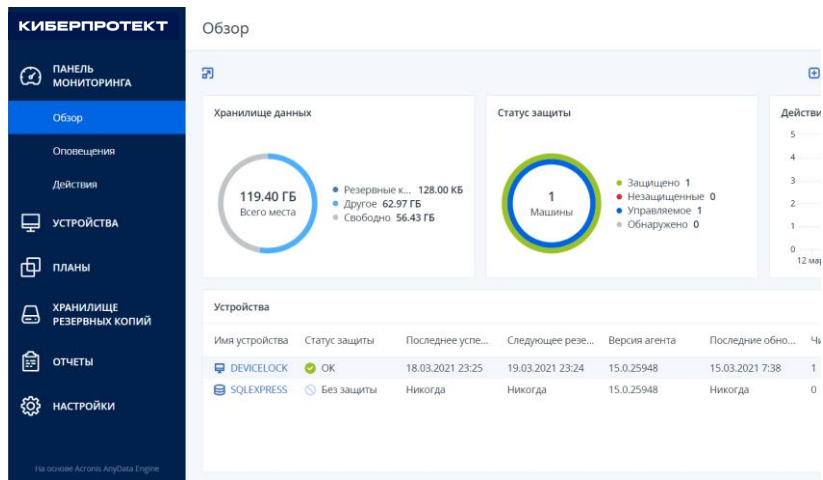 КИБЕРПРОТЕКТ
Обзор
ПАНЕЛЬ
МОНИТОРИНГА
Обзор
Оповещения
Действия
УСТРОЙСТВА
ПЛАНЫ
ХРАНИЛИЩЕ
РЕЗЕРВНЫХ КОПИЙ
ОТЧЕТЫ
НАСТРОЙКИ
На основе Acronis AnyData Engine
Хранилище данных
119.40 ГБ
Всего места
Резервные к... 128.00 КБ
Другое 62.97 ГБ
Свободно 56.43 ГБ
Статус защиты
1
Машины
Защищено 1
Незащищенные 0
Управляемое 1
Обнаружено 0
Действи
5
4
3
2
1
0
12 мар
Устройства
Имя устройства Статус защиты Последнее успе... Следующее резе... Версия агента Последние обно... Чи
DEVICELOCK OK 18.03.2021 23:25 19.03.2021 23:24 15.0.25948 15.03.2021 7:38 1
SQLEXPRESS Без защиты Никогда Никогда 15.0.25948 Никогда 0